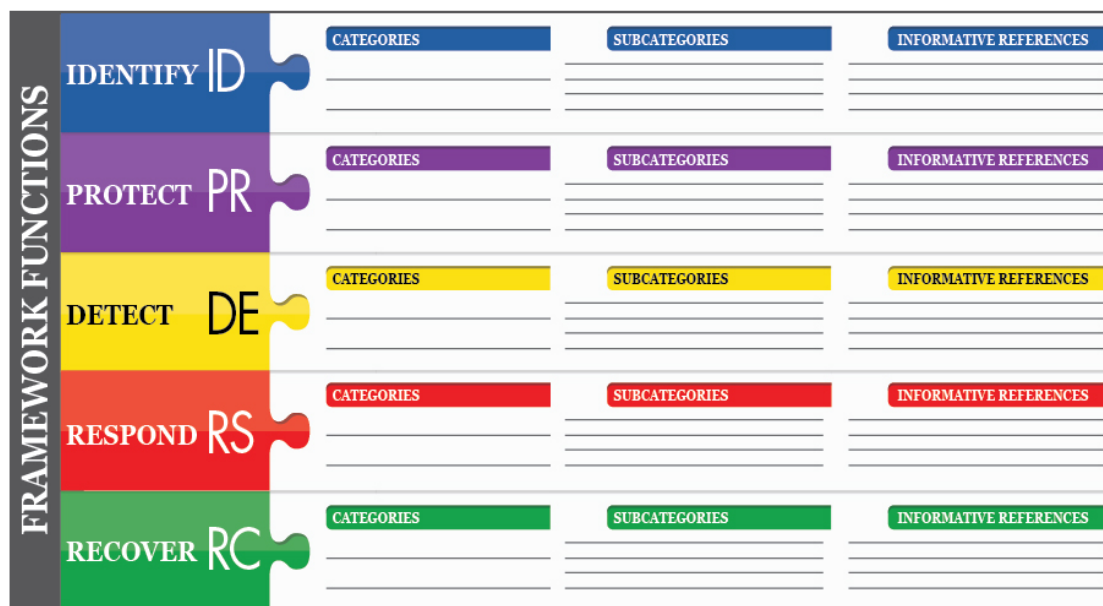 FRAMEWORK FUNCTIONS
IDENTIFY ID
CATEGORIES
SUBCATEGORIES
INFORMATIVE REFERENCES
PROTECT PR
CATEGORIES
SUBCATEGORIES
INFORMATIVE REFERENCES
DETECT DE
CATEGORIES
SUBCATEGORIES
INFORMATIVE REFERENCES
RESPOND RS
CATEGORIES
SUBCATEGORIES
INFORMATIVE REFERENCES
RECOVER RC
CATEGORIES
SUBCATEGORIES
INFORMATIVE REFERENCES